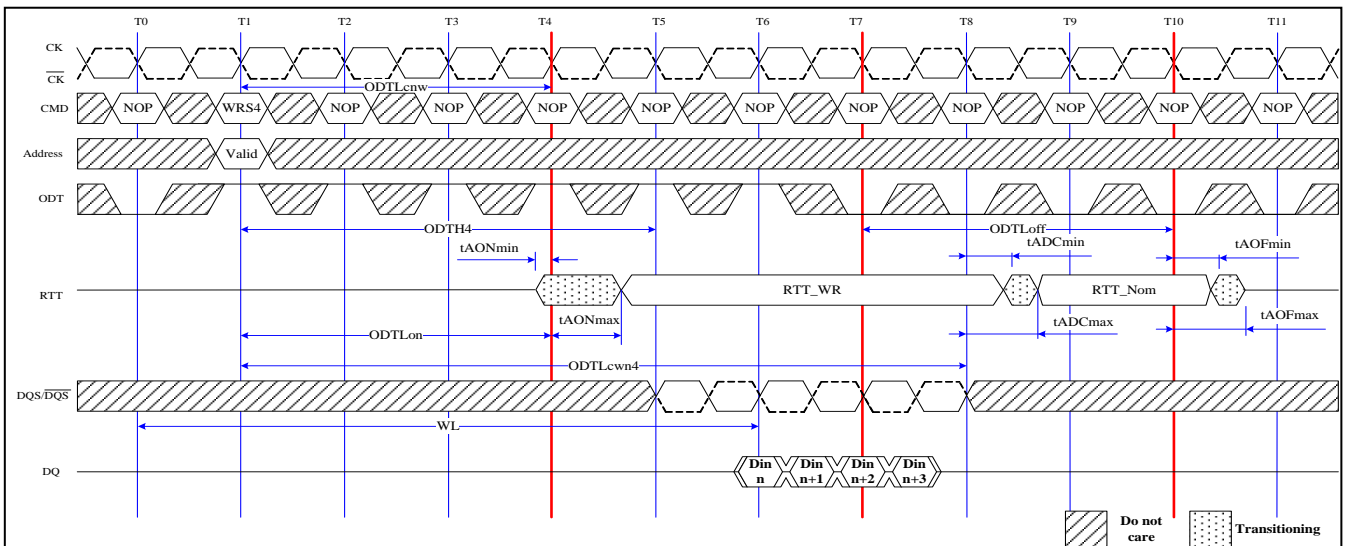 T0 T1 T2 T3 T4 T5 T6 T7 T8 T9 T10 T11
CK
CK
ODTLcnw
CMD NOP WRS4 NOP NOP NOP NOP NOP NOP NOP NOP NOP NOP
Address Valid
ODT
ODTH4 ODTLoff
tAONmin tADCmin tAOFmin
RTT RTT_WR RTT_Nom
tAONmax tADCmax tAOFmax
ODTLon
ODTLcwn4
DQS/DQS
WL
DQ Din n Din n+1 Din n+2 Din n+3
Do not care Transitioning